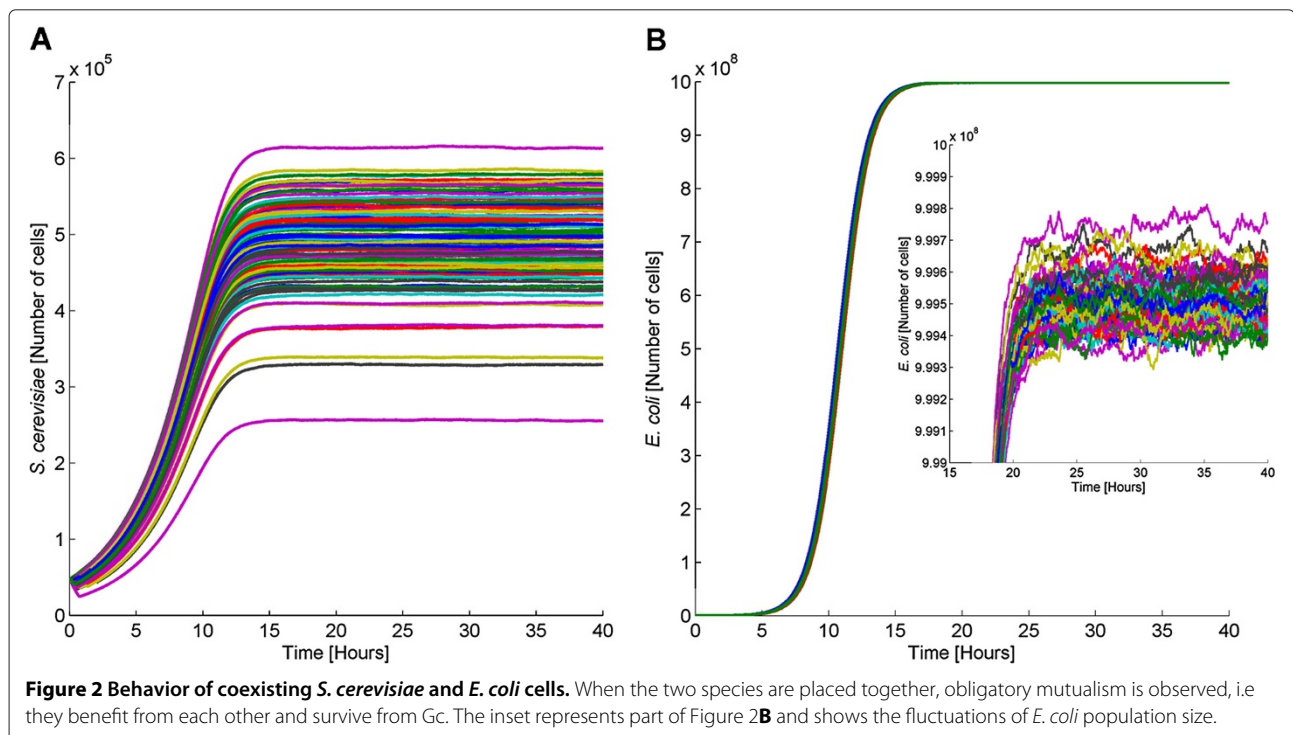 A
x 10^5
7
6
5
4
3
2
1
0
S. cerevisiae [Number of cells]
0 5 10 15 20 25 30 35 40
Time [Hours]
B
x 10^8
10
9
8
7
6
5
4
3
2
1
0
E. coli [Number of cells]
0 5 10 15 20 25 30 35 40
Time [Hours]
x 10^8
10
9.999
9.998
9.997
9.996
9.995
9.994
9.993
9.992
9.991
9.99
E. coli [Number of cells]
15 20 25 30 35 40
Time [Hours]
Figure 2 Behavior of coexisting S. cerevisiae and E. coli cells. When the two species are placed together, obligatory mutualism is observed, i.e
they benefit from each other and survive from Gc. The inset represents part of Figure 2B and shows the fluctuations of E. coli population size.